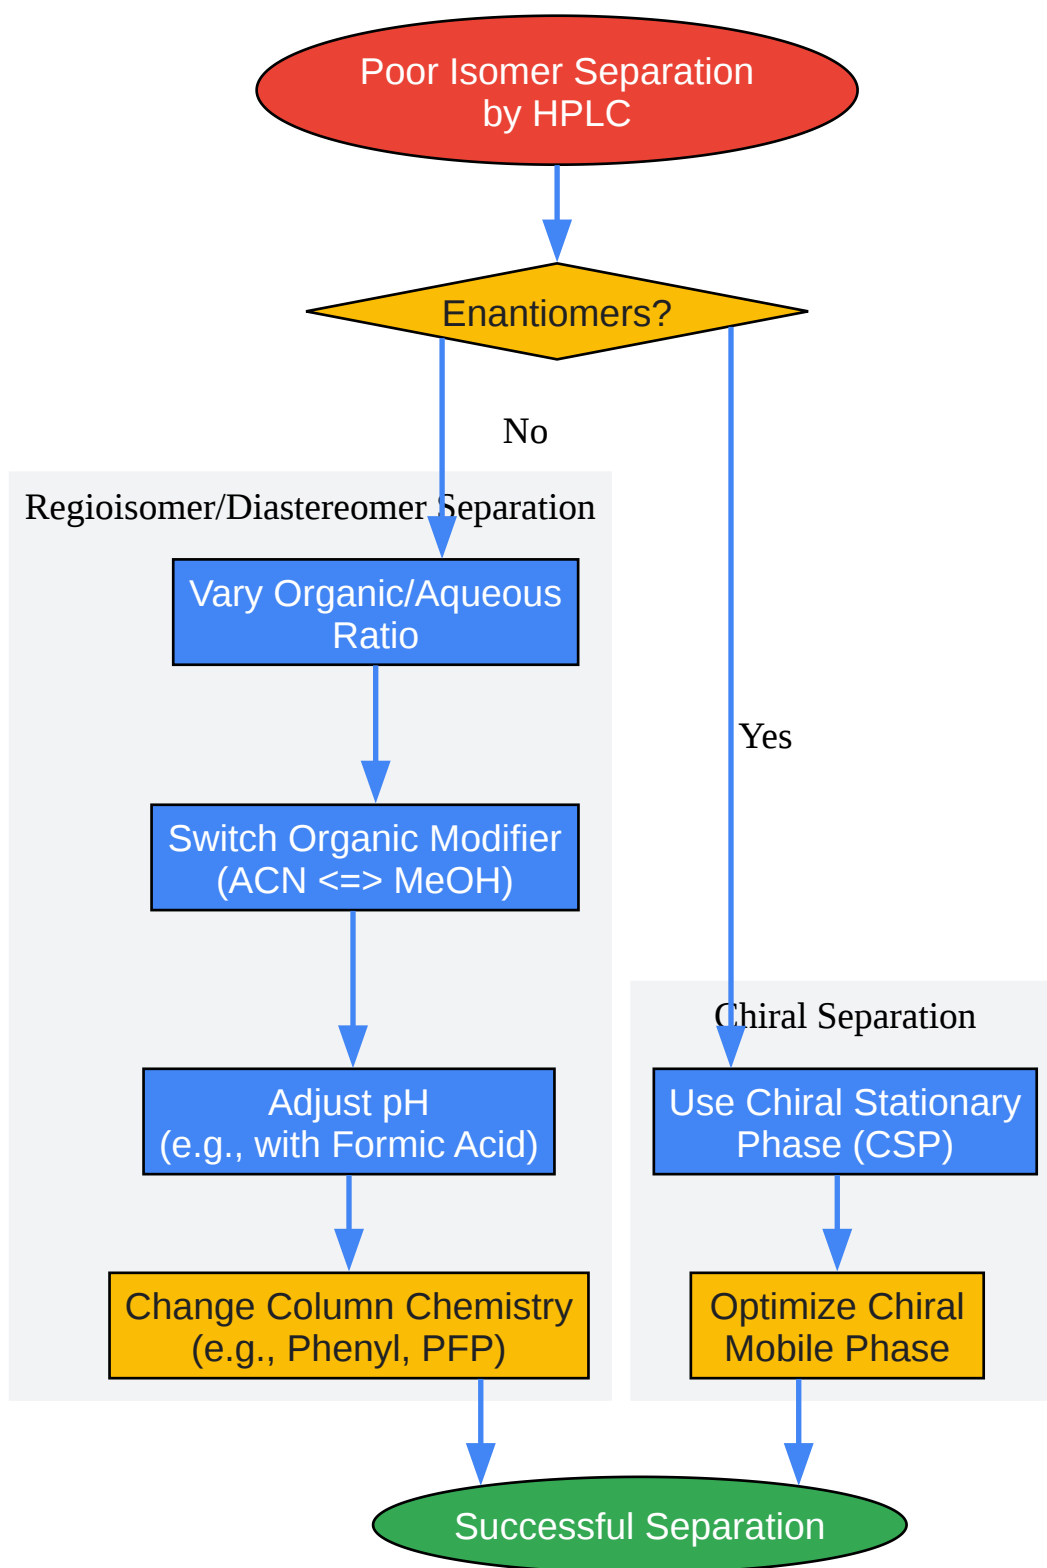 Poor Isomer Separation
by HPLC
Enantiomers?
No
Regioisomer/Diastereomer Separation
Vary Organic/Aqueous
Ratio
Yes
Switch Organic Modifier
(ACN <=> MeOH)
Chiral Separation
Adjust pH
(e.g., with Formic Acid)
Use Chiral Stationary
Phase (CSP)
Change Column Chemistry
(e.g., Phenyl, PFP)
Optimize Chiral
Mobile Phase
Successful Separation